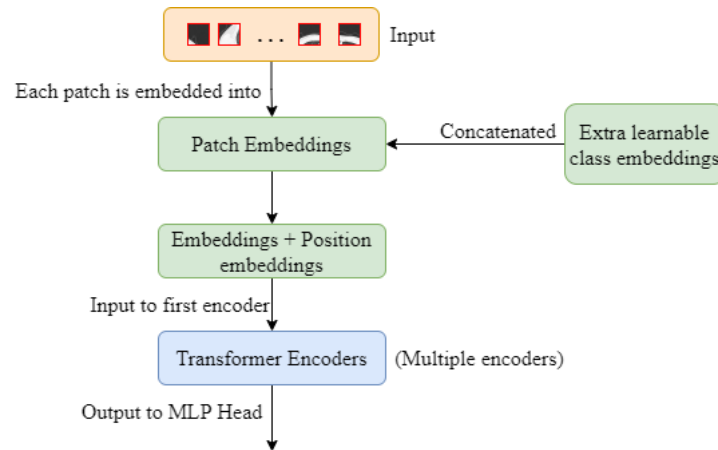 ... Input
Each patch is embedded into
Patch Embeddings
Concatenated
Extra learnable
class embeddings
Embeddings + Position
embeddings
Input to first encoder
Transformer Encoders
(Multiple encoders)
Output to MLP Head